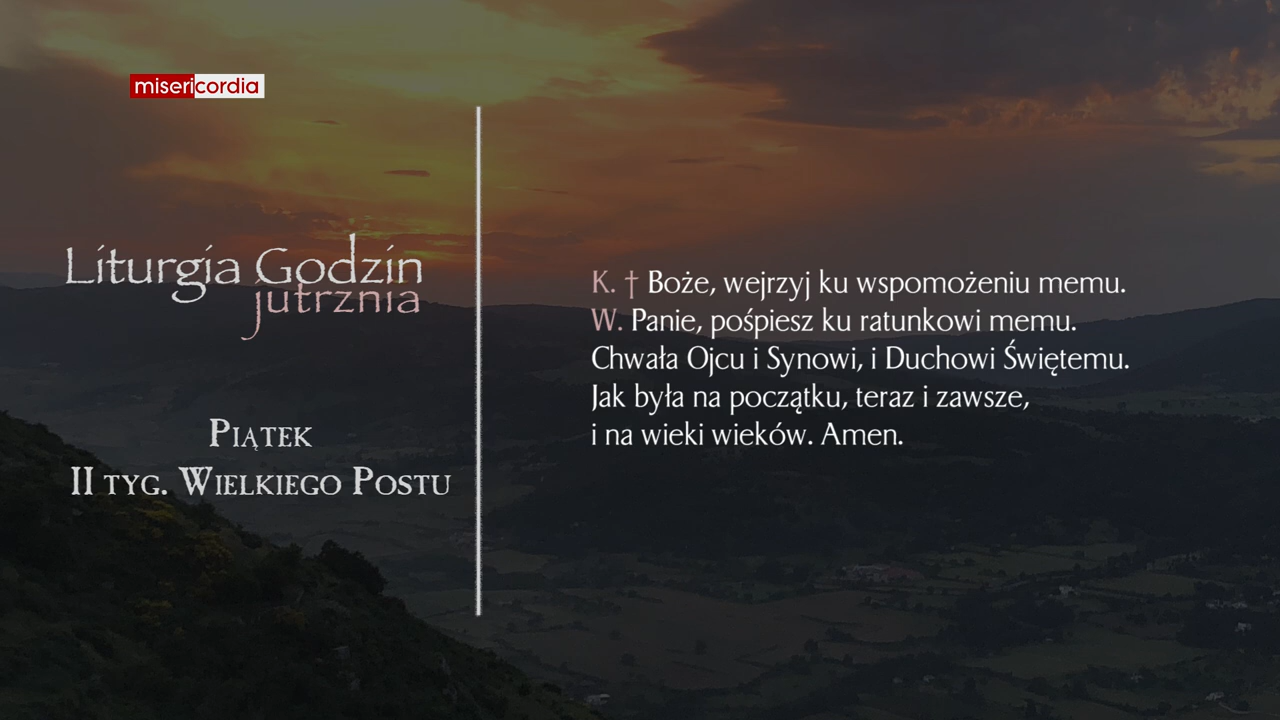 misericordia
Liturgia Godzin
jutrznia
Piątek
II tyg. Wielkiego Postu
K. † Boże, wejrzyj ku wspomożeniu memu.
W. Panie, pośpiesz ku ratunkowi memu.
Chwała Ojcu i Synowi, i Duchowi Świętemu.
Jak była na początku, teraz i zawsze,
i na wieki wieków. Amen.